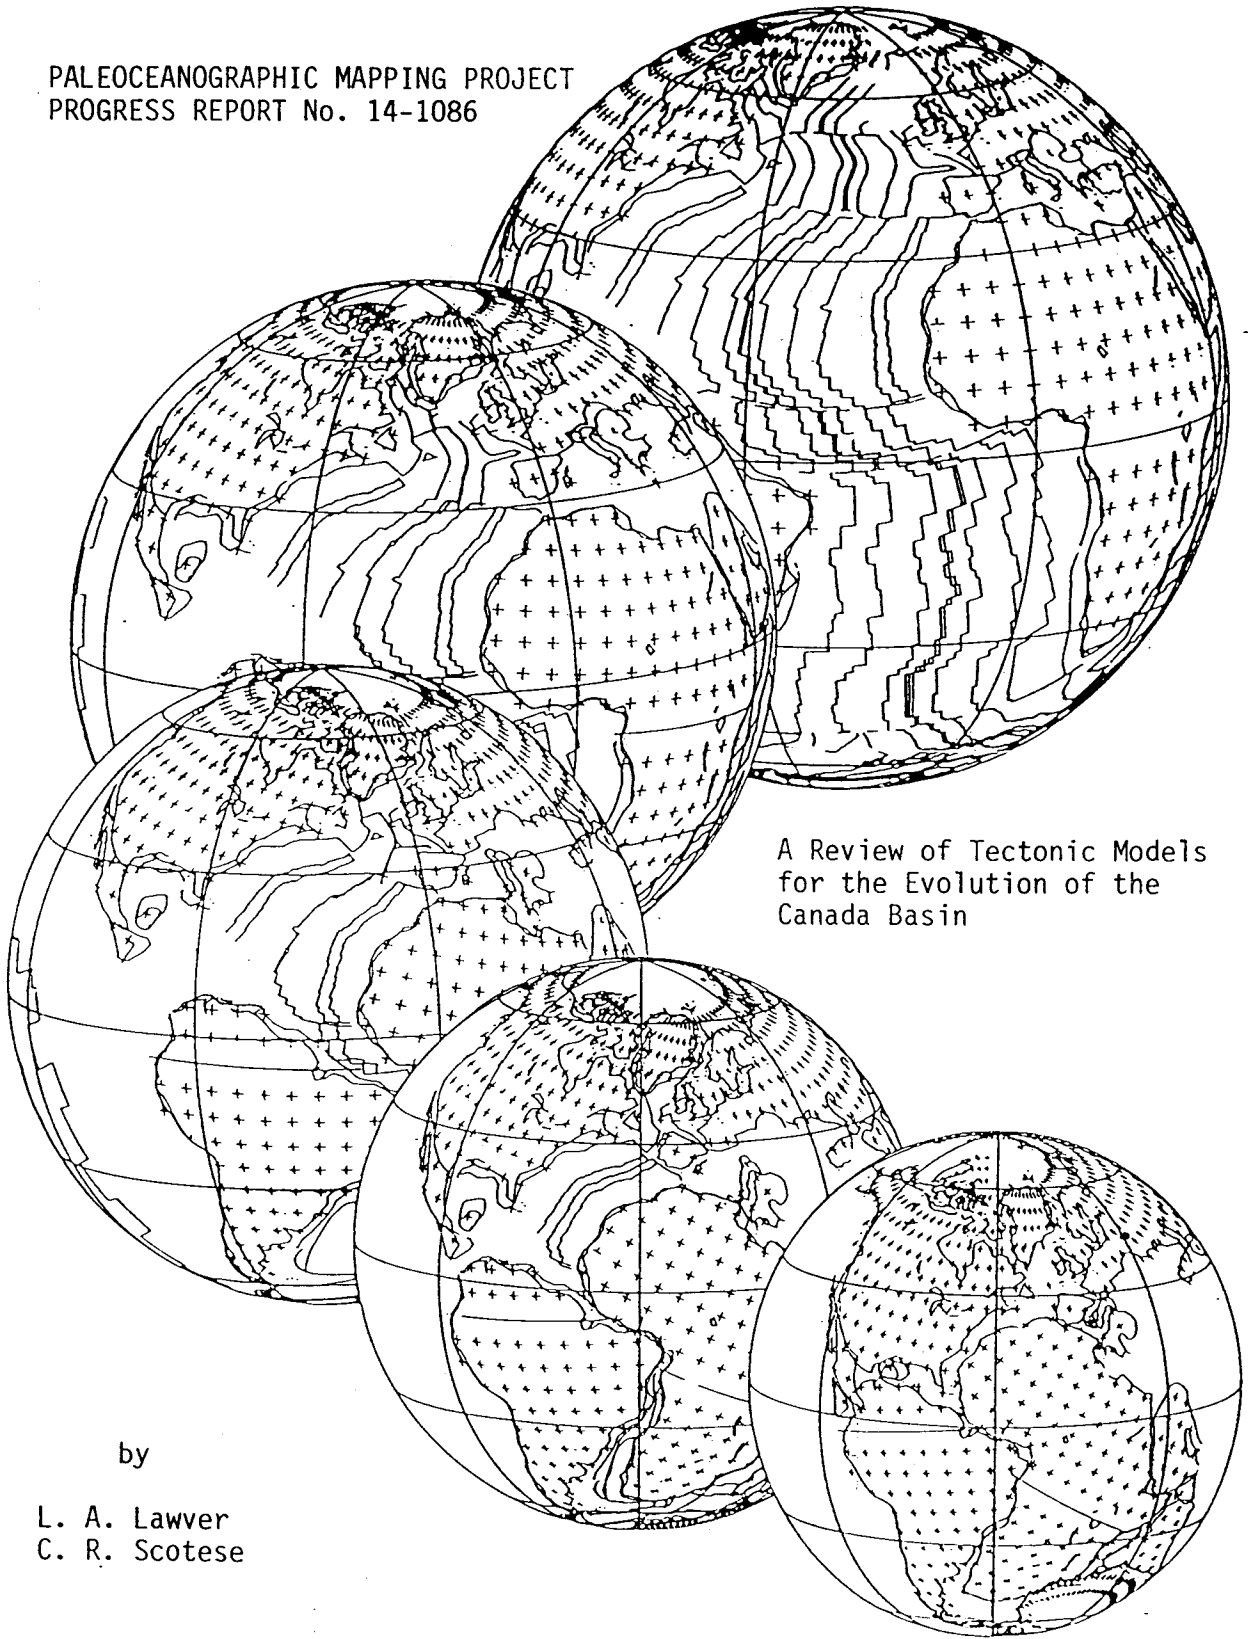 PALEOCEANOGRAPHIC MAPPING PROJECT
PROGRESS REPORT No. 14-1086
A Review of Tectonic Models
for the Evolution of the
Canada Basin
by
L. A. Lawver
C. R. Scotese